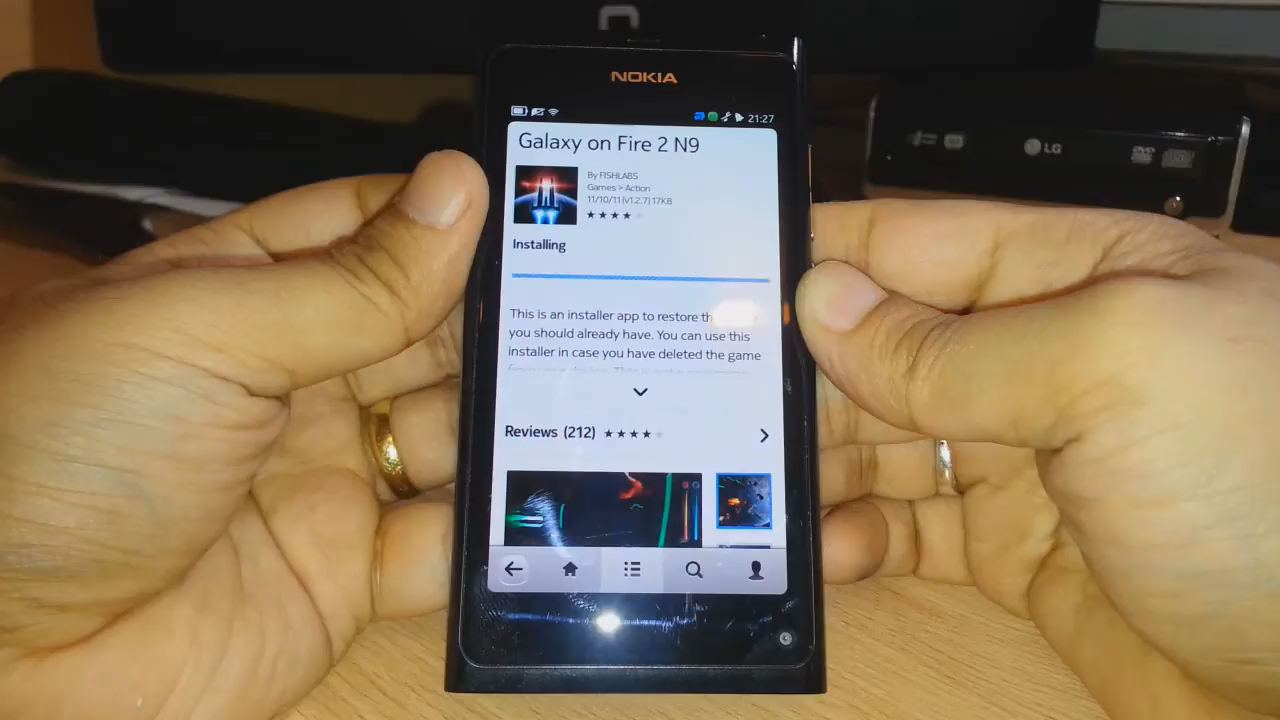 NOKIA
21:27
Galaxy on Fire 2 N9
By FISHLABS
Games > Action
11/10/11 (v1.2.7) 17KB
Installing
This is an installer app to restore
you should already have. You can use this
installer in case you have deleted the game
Reviews (212)
LG
DVD